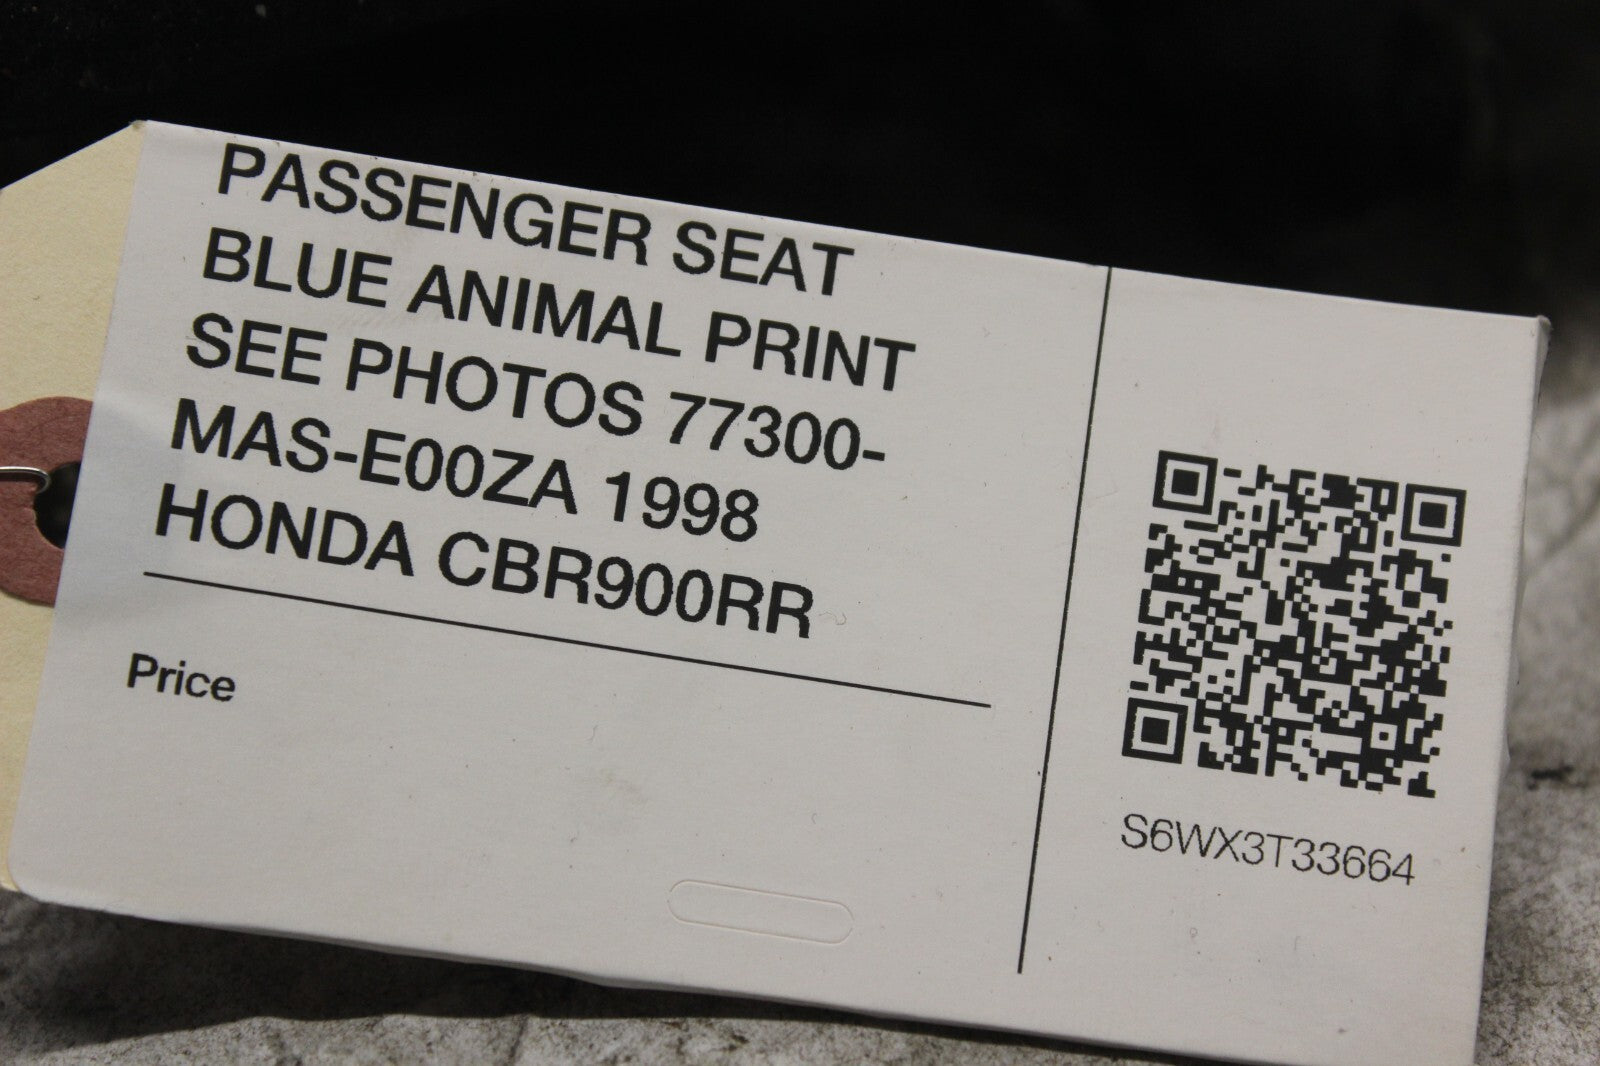 PASSENGER SEAT
BLUE ANIMAL PRINT
SEE PHOTOS 77300-
MAS-E00ZA 1998
HONDA CBR900RR
Price
S6WX3T33664